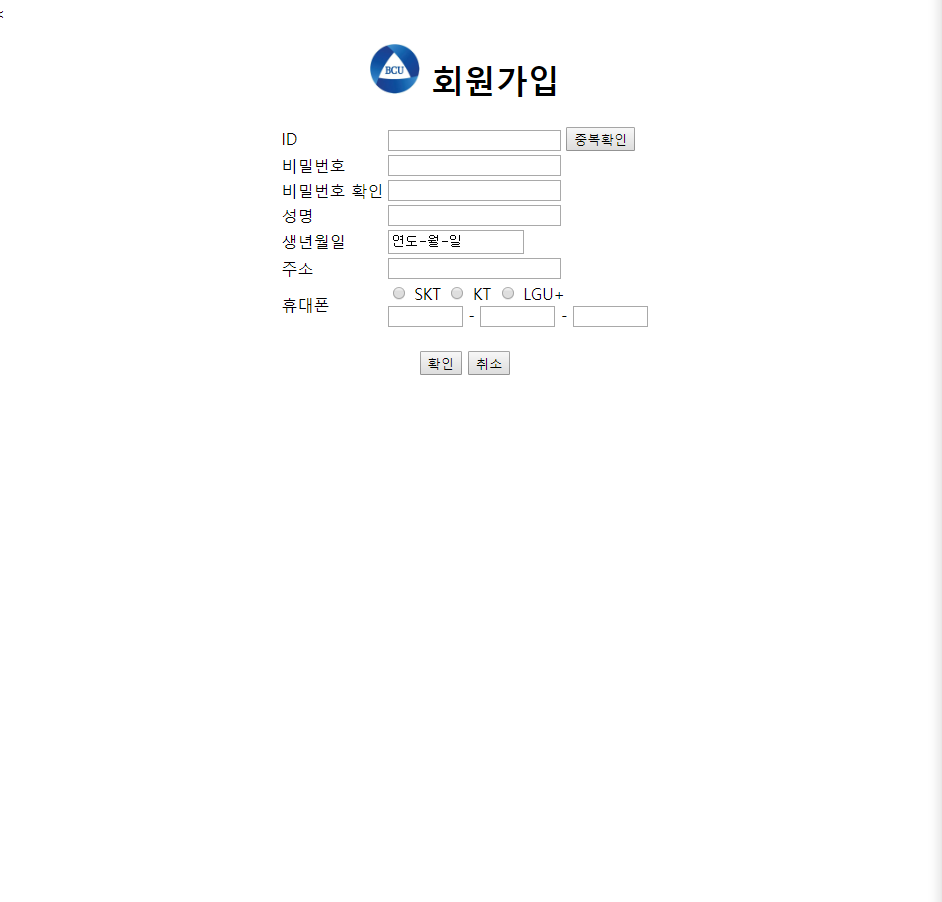 <
BCU 회원가입
ID 중복확인
비밀번호
비밀번호 확인
성명
생년월일 연도-월-일
주소
휴대폰 SKT KT LGU+
- -
확인 취소